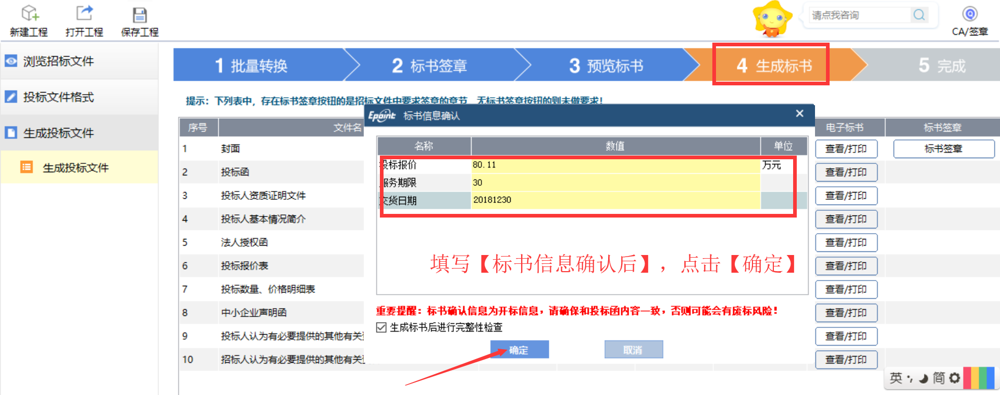 新建工程
打开工程
保存工程
请点我咨询
CA/签章
浏览招标文件
投标文件格式
生成投标文件
生成投标文件
1 批量转换
2 标书签章
3 预览标书
4 生成标书
5 完成
提示：下列表中，存在标书签章按钮的是招标文件中要求签章的章节，无标书签章按钮的则未做要求！
序号 文件名 电子标书 标书签章
1 封面 查看/打印 标书签章
2 投标函 查看/打印
3 投标人资质证明文件 查看/打印
4 投标人基本情况简介 查看/打印
5 法人授权函 查看/打印
6 投标报价表 查看/打印
7 投标数量、价格明细表 查看/打印
8 中小企业声明函 查看/打印
9 投标人认为有必要提供的其他有关 查看/打印
10 招标人认为有必要提供的其他有关 查看/打印
Epoint 标书信息确认
名称 数值 单位
投标报价 80.11 万元
服务期限 30
交货日期 20181230
填写【标书信息确认后】，点击【确定】
重要提醒：标书确认信息为开标信息，请确保和投标函内容一致，否则可能会有废标风险！
生成标书后进行完整性检查
确定
取消
英 简